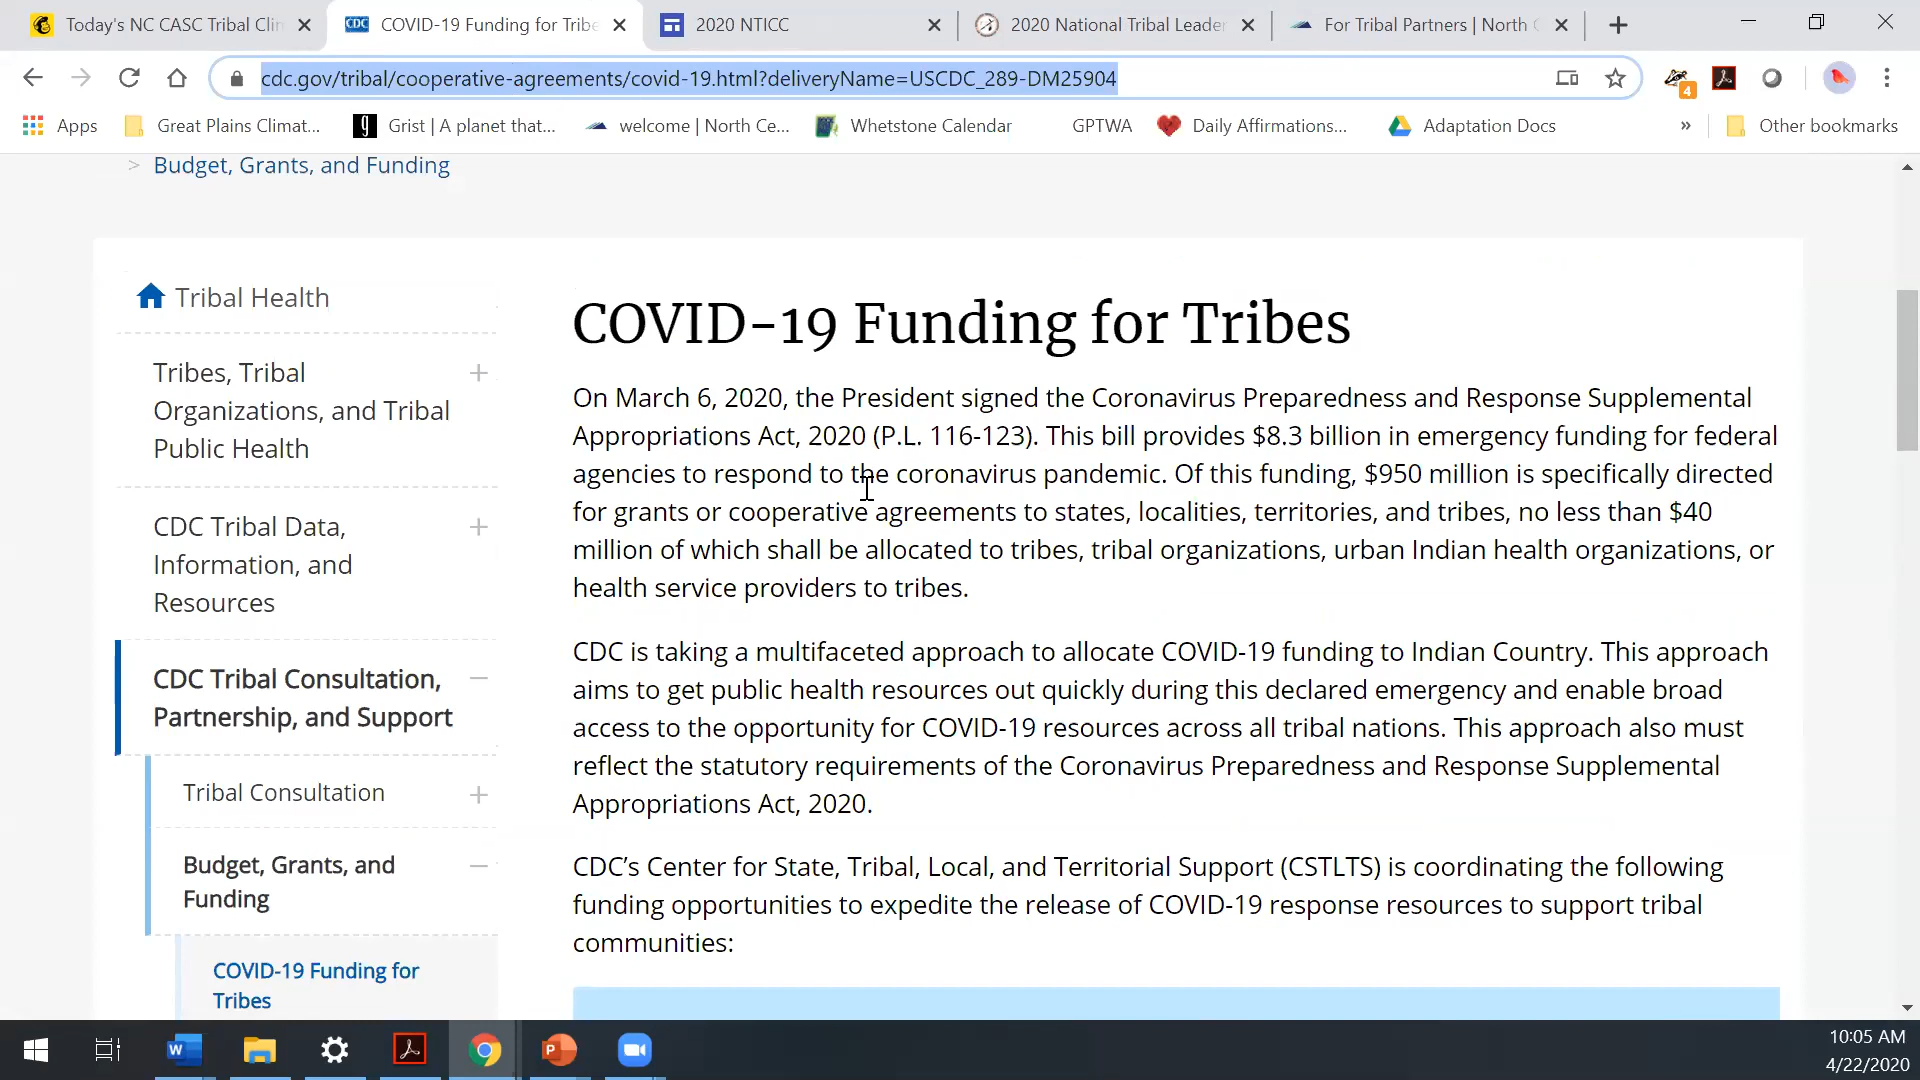 Today's NC CASC Tribal Clin
COVID-19 Funding for Tribe
2020 NTICC
2020 National Tribal Leader
For Tribal Partners | North C
cdc.gov/tribal/cooperative-agreements/covid-19.html?deliveryName=USCDC_289-DM25904
4
Apps
Great Plains Climat...
Grist | A planet that...
welcome | North Ce...
Whetstone Calendar
GPTWA
Daily Affirmations...
Adaptation Docs
»
Other bookmarks
> Budget, Grants, and Funding
Tribal Health
Tribes, Tribal
Organizations, and Tribal
Public Health
CDC Tribal Data,
Information, and
Resources
CDC Tribal Consultation,
Partnership, and Support
Tribal Consultation
Budget, Grants, and
Funding
COVID-19 Funding for
Tribes
COVID-19 Funding for Tribes
On March 6, 2020, the President signed the Coronavirus Preparedness and Response Supplemental
Appropriations Act, 2020 (P.L. 116-123). This bill provides $8.3 billion in emergency funding for federal
agencies to respond to the coronavirus pandemic. Of this funding, $950 million is specifically directed
for grants or cooperative agreements to states, localities, territories, and tribes, no less than $40
million of which shall be allocated to tribes, tribal organizations, urban Indian health organizations, or
health service providers to tribes.
CDC is taking a multifaceted approach to allocate COVID-19 funding to Indian Country. This approach
aims to get public health resources out quickly during this declared emergency and enable broad
access to the opportunity for COVID-19 resources across all tribal nations. This approach also must
reflect the statutory requirements of the Coronavirus Preparedness and Response Supplemental
Appropriations Act, 2020.
CDC’s Center for State, Tribal, Local, and Territorial Support (CSTLTS) is coordinating the following
funding opportunities to expedite the release of COVID-19 response resources to support tribal
communities:
10:05 AM
4/22/2020